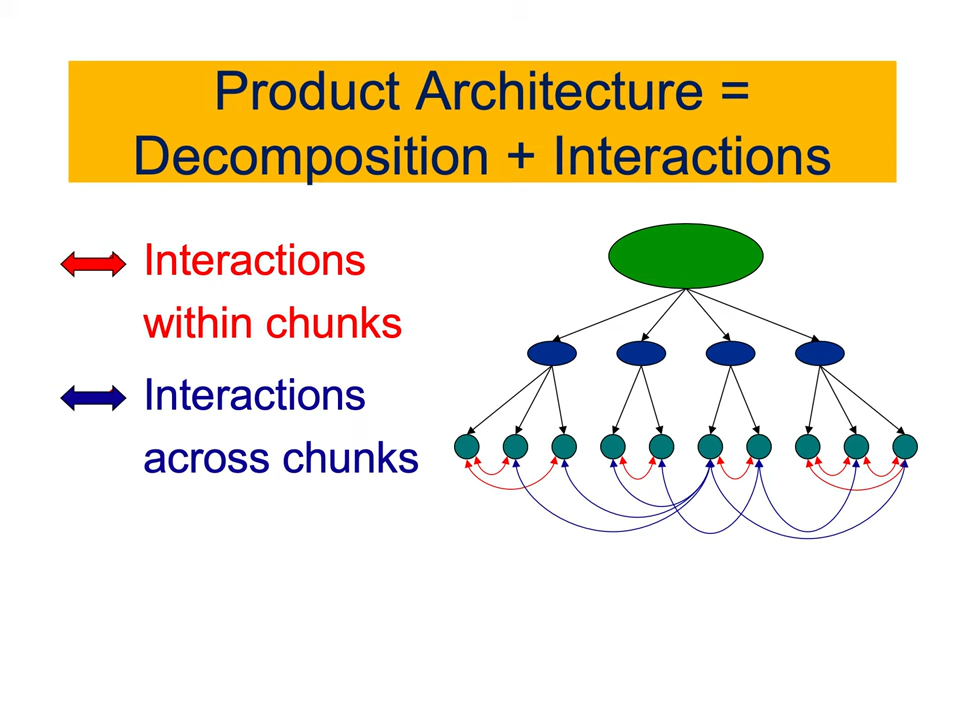 Product Architecture =
Decomposition + Interactions
Interactions
within chunks
Interactions
across chunks